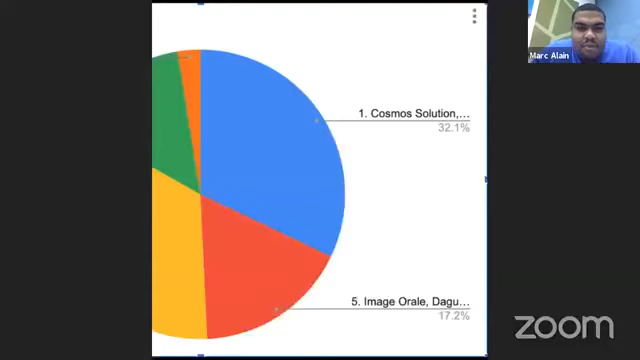 Marc Alain
1. Cosmos Solution,...
32.1%
5. Image Orale, Dagu...
17.2%
zoom